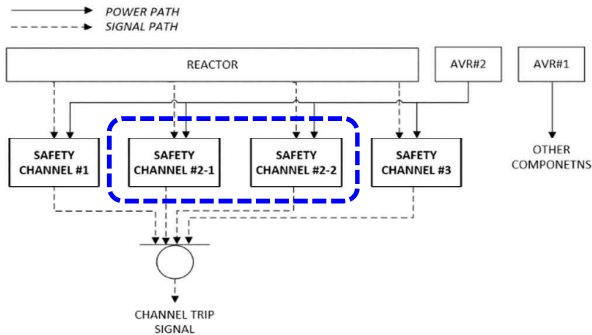 POWER PATH
SIGNAL PATH
REACTOR
AVR#2
AVR#1
SAFETY
CHANNEL #1
SAFETY
CHANNEL #2-1
SAFETY
CHANNEL #2-2
SAFETY
CHANNEL #3
OTHER
COMPONETNS
CHANNEL TRIP
SIGNAL